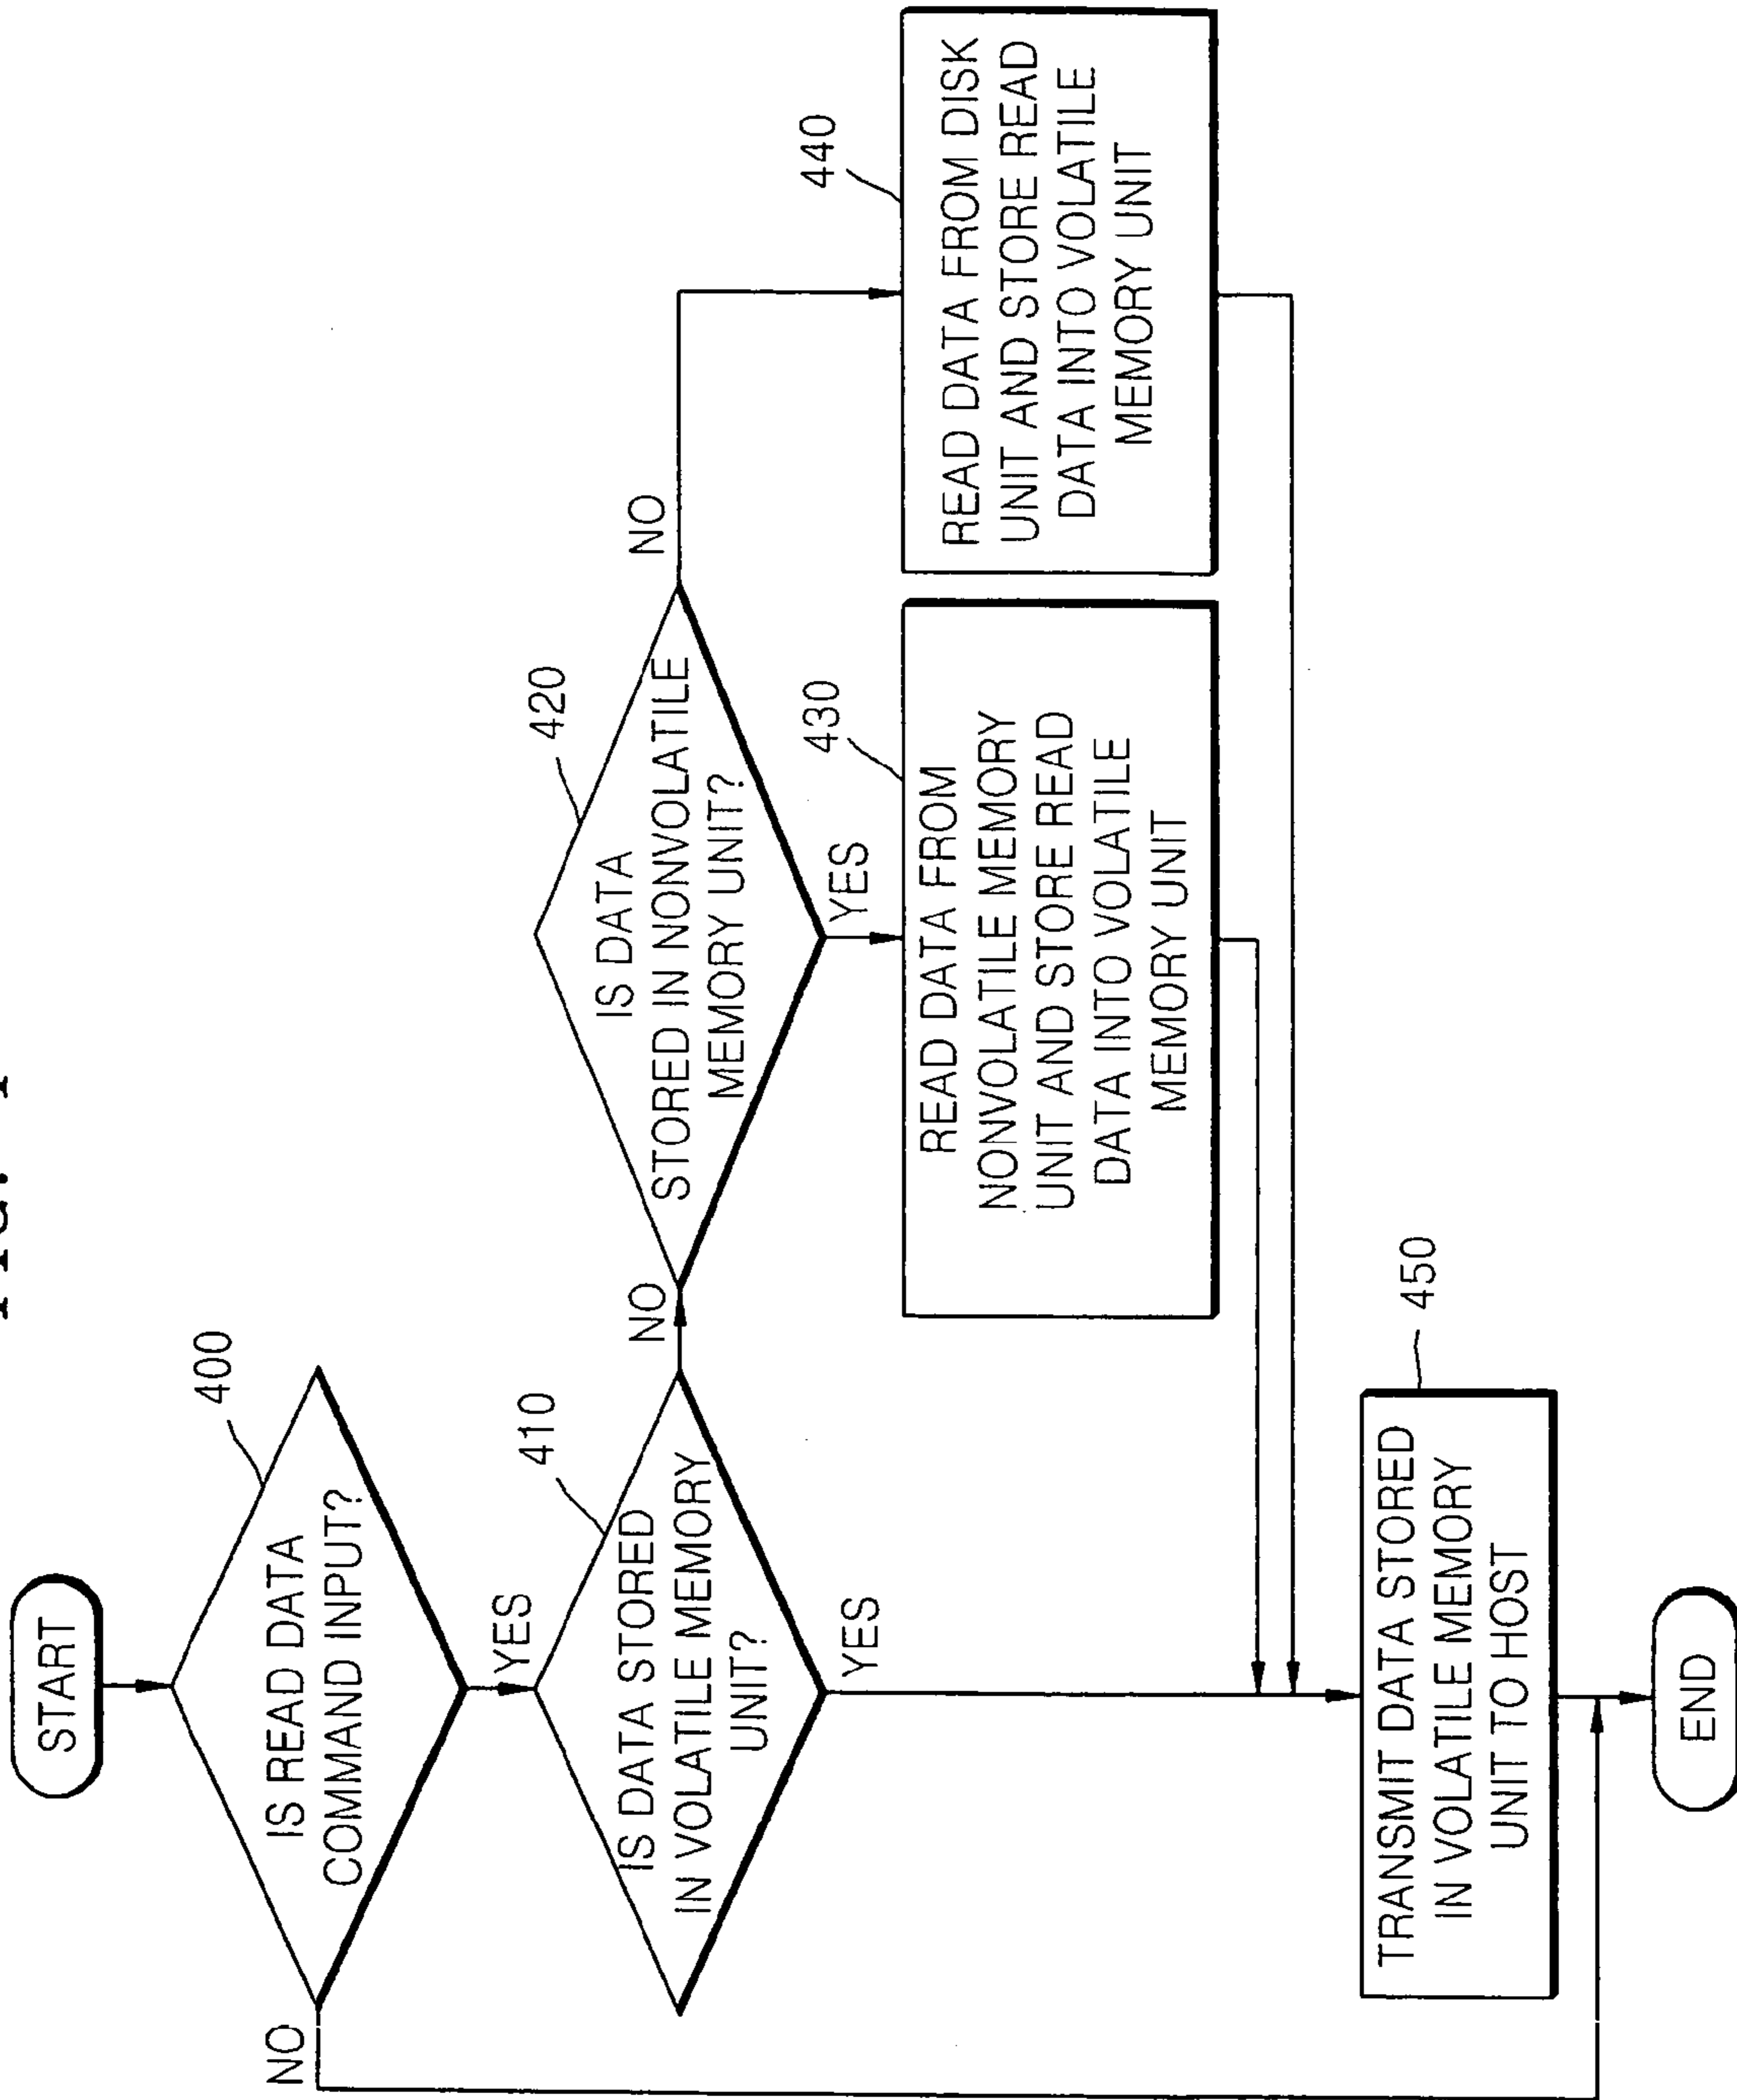 START
400
IS READ DATA
COMMAND INPUT?
NO
YES
410
IS DATA STORED
IN VOLATILE MEMORY
UNIT?
NO
YES
420
IS DATA
STORED IN NONVOLATILE
MEMORY UNIT?
NO
YES
430
READ DATA FROM
NONVOLATILE MEMORY
UNIT AND STORE READ
DATA INTO VOLATILE
MEMORY UNIT
440
READ DATA FROM DISK
UNIT AND STORE READ
DATA INTO VOLATILE
MEMORY UNIT
450
TRANSMIT DATA STORED
IN VOLATILE MEMORY
UNIT TO HOST
END